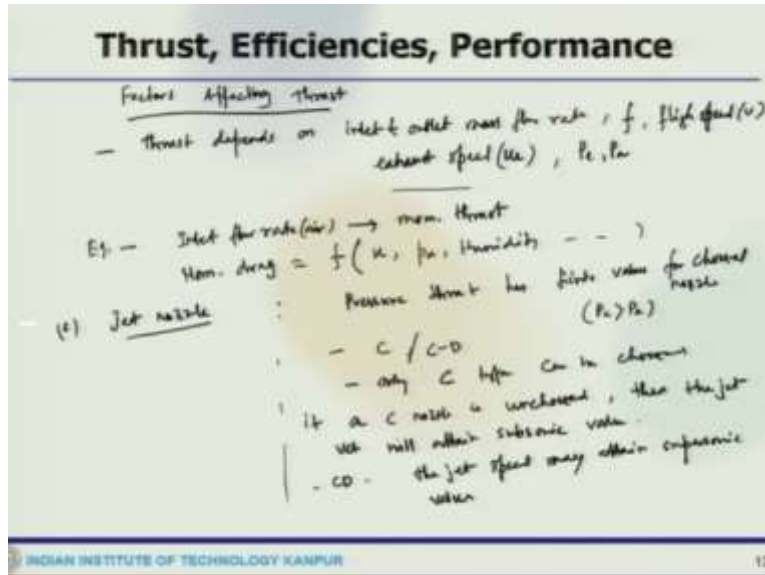 Thrust, Efficiencies, Performance
Factors Affecting Thrust
— Thrust depends on inlet & outlet mass flow rate, f, fligh speed (u)
exhaust speed (ue), Pe, Pa
Eg. — Inlet flow rate (air) → mom. thrust
Mom. drag = f( u, pa, Humidity - - )
(1) Jet nozzle : Pressure thrust has finite value for choked
nozzle
(Pe > Pa)
- C / C-D
- only C type can be choked
if a C nozzle is unchoked, then the jet
will attain subsonic value.
- CD - the jet speed may attain supersonic
value
INDIAN INSTITUTE OF TECHNOLOGY KANPUR